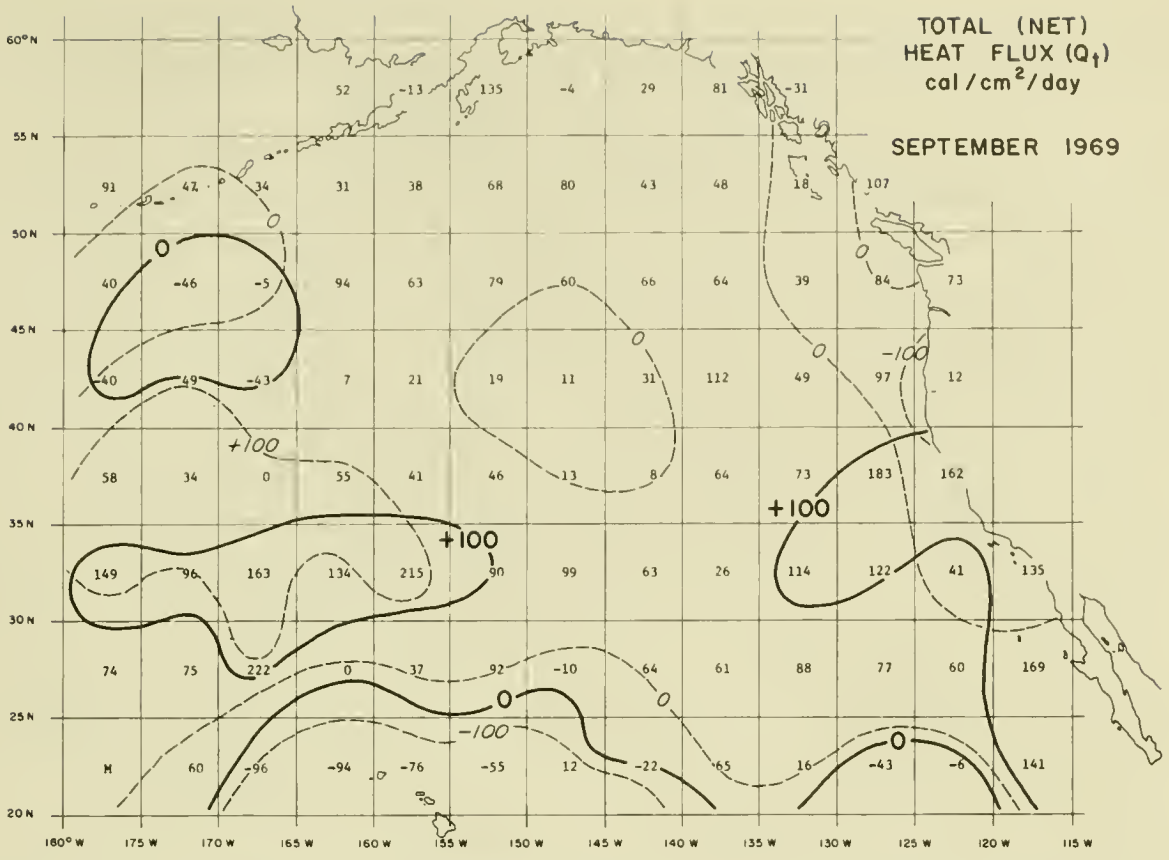 TOTAL (NET)
HEAT FLUX (Qt)
cal/cm²/day
SEPTEMBER 1969
60°N
52 -13 135 -4 29 81 -31
55 N
91 47 34 31 38 68 80 43 48 18 107
0
50 N
0
0
40 -46 -5 94 63 79 60 66 64 39 84 73
45 N
0
0
-100
-40 49 -43 7 21 19 11 31 112 49 97 12
40 N
+100
58 34 0 55 41 46 13 8 64 73 183 162
+100
35 N
+100
149 96 163 134 215 90 99 63 26 114 122 41 135
30 N
74 75 222 0 37 92 -10 64 61 88 77 60 169
0
0
25 N
-100
0
M 60 -96 -94 -76 -55 12 -22 -65 16 -43 -6 141
20 N
180° W 175 W 170 W 165 W 160 W 155 W 150 W 145 W 140 W 135 W 130 W 125 W 120 W 115 W